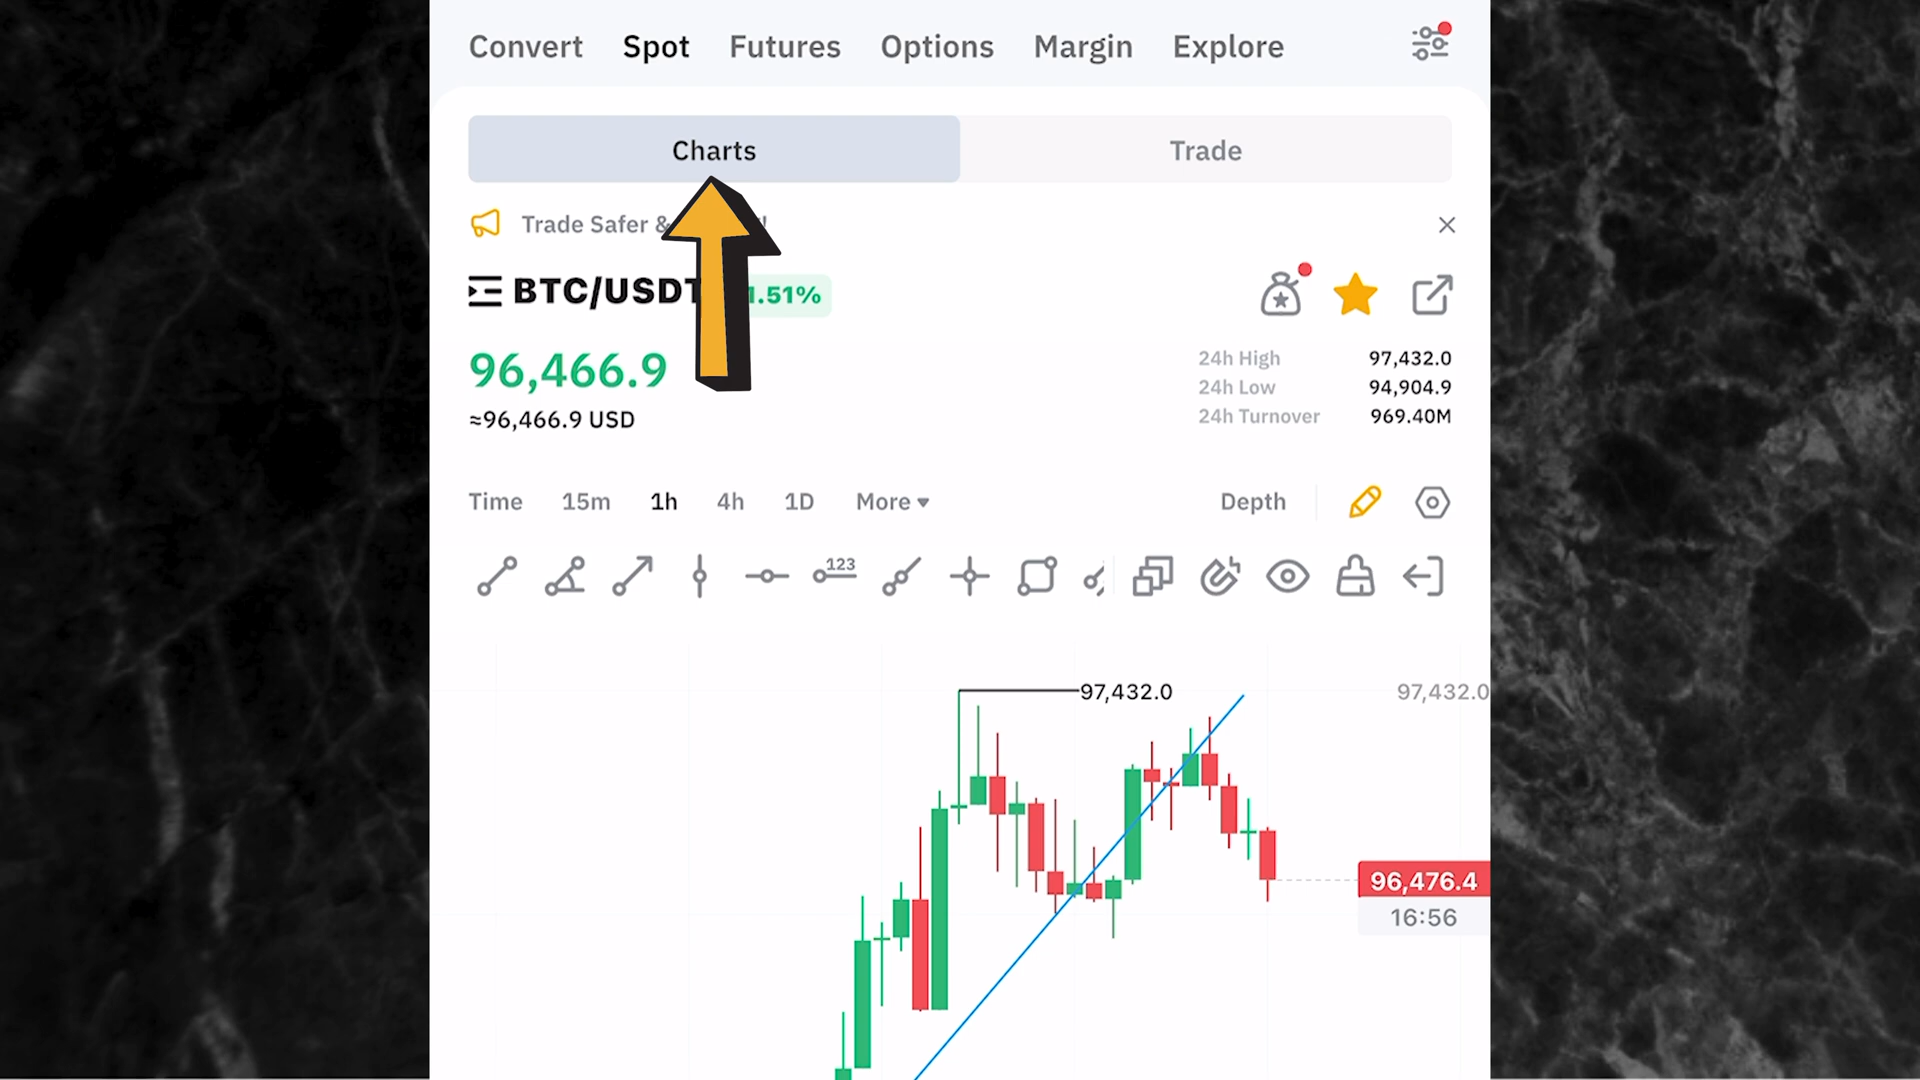 Convert Spot Futures Options Margin Explore
Charts Trade
Trade Safer &
BTC/USDT 1.51%
96,466.9
≈96,466.9 USD
24h High 97,432.0
24h Low 94,904.9
24h Turnover 969.40M
Time 15m 1h 4h 1D More Depth
123
97,432.0 97,432.0
96,476.4
16:56